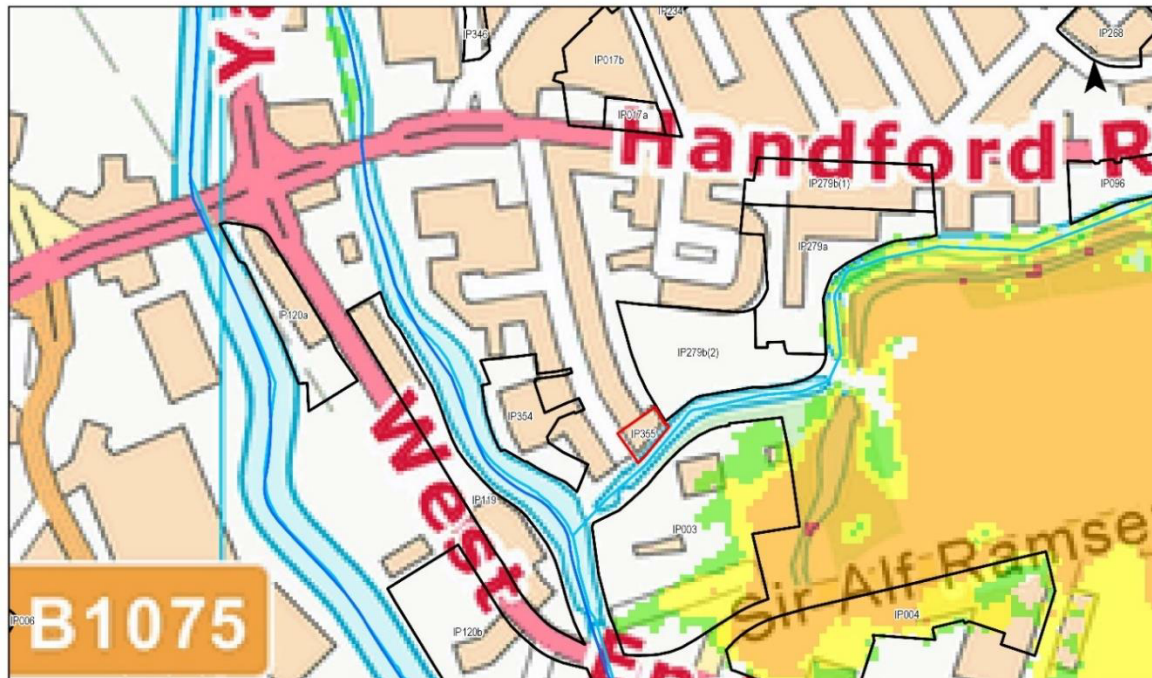 Ya
IP346
IP234
IP268
IP017b
IP017a
Handford R
IP279b(1)
IP096
IP279a
IP120a
IP279b(2)
IP354
IP355
West
IP119
IP003
Sir Alf Ramse
IP004
IP006
B1075
IP120b